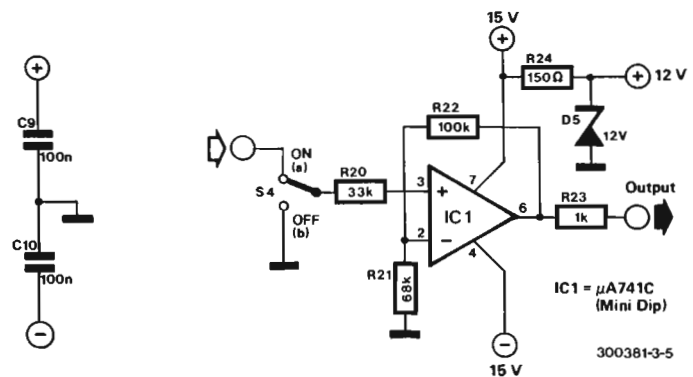 15 V
+
R24
150Ω
+ 12 V
D5
12V
+
C9
100n
C10
100n
−
ON
(a)
S4
OFF
(b)
R20
33k
R22
100k
3
+
7
IC1
6
2
−
4
R21
68k
R23
1k
Output
−
15 V
IC1 = μA741C
(Mini Dip)
300381-3-5